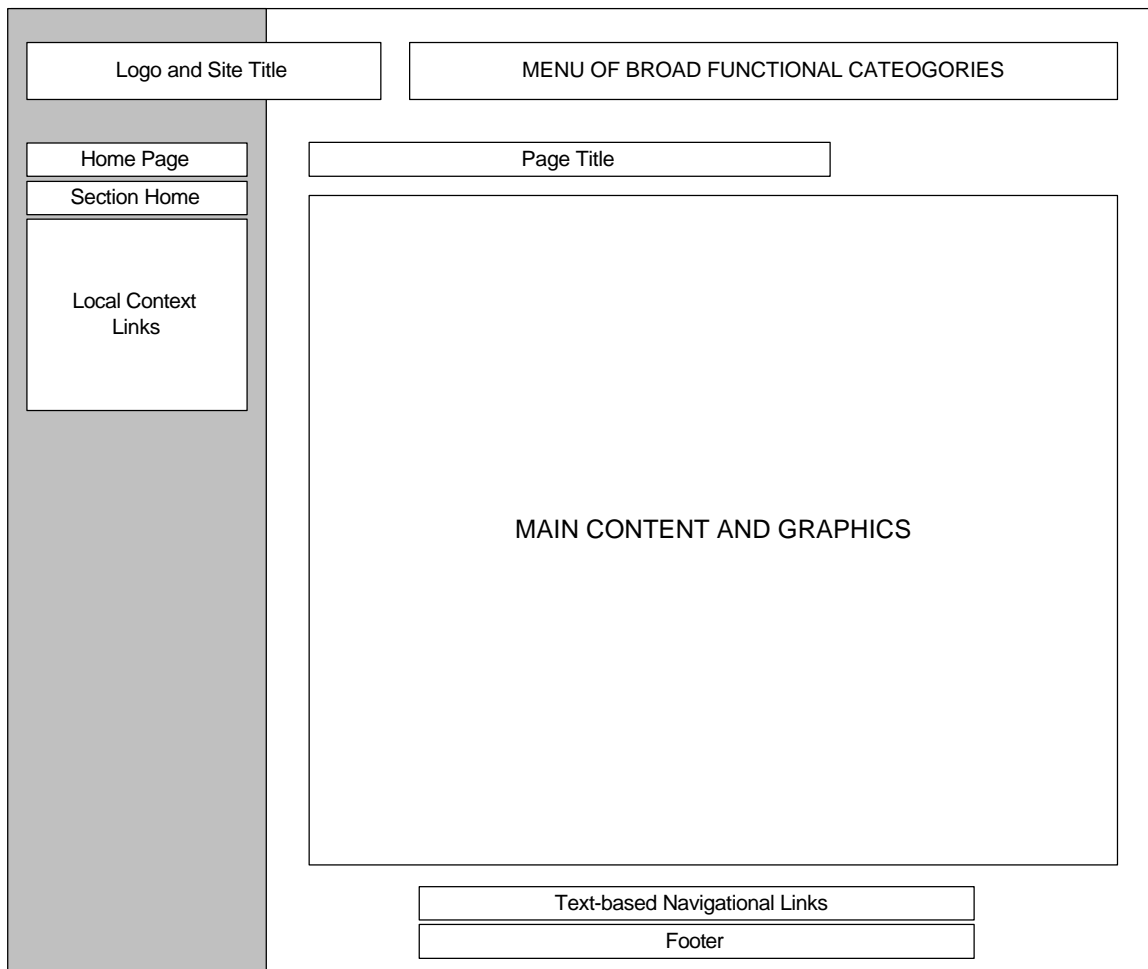 Logo and Site Title
MENU OF BROAD FUNCTIONAL CATEOGORIES
Home Page
Page Title
Section Home
Local Context
Links
MAIN CONTENT AND GRAPHICS
Text-based Navigational Links
Footer